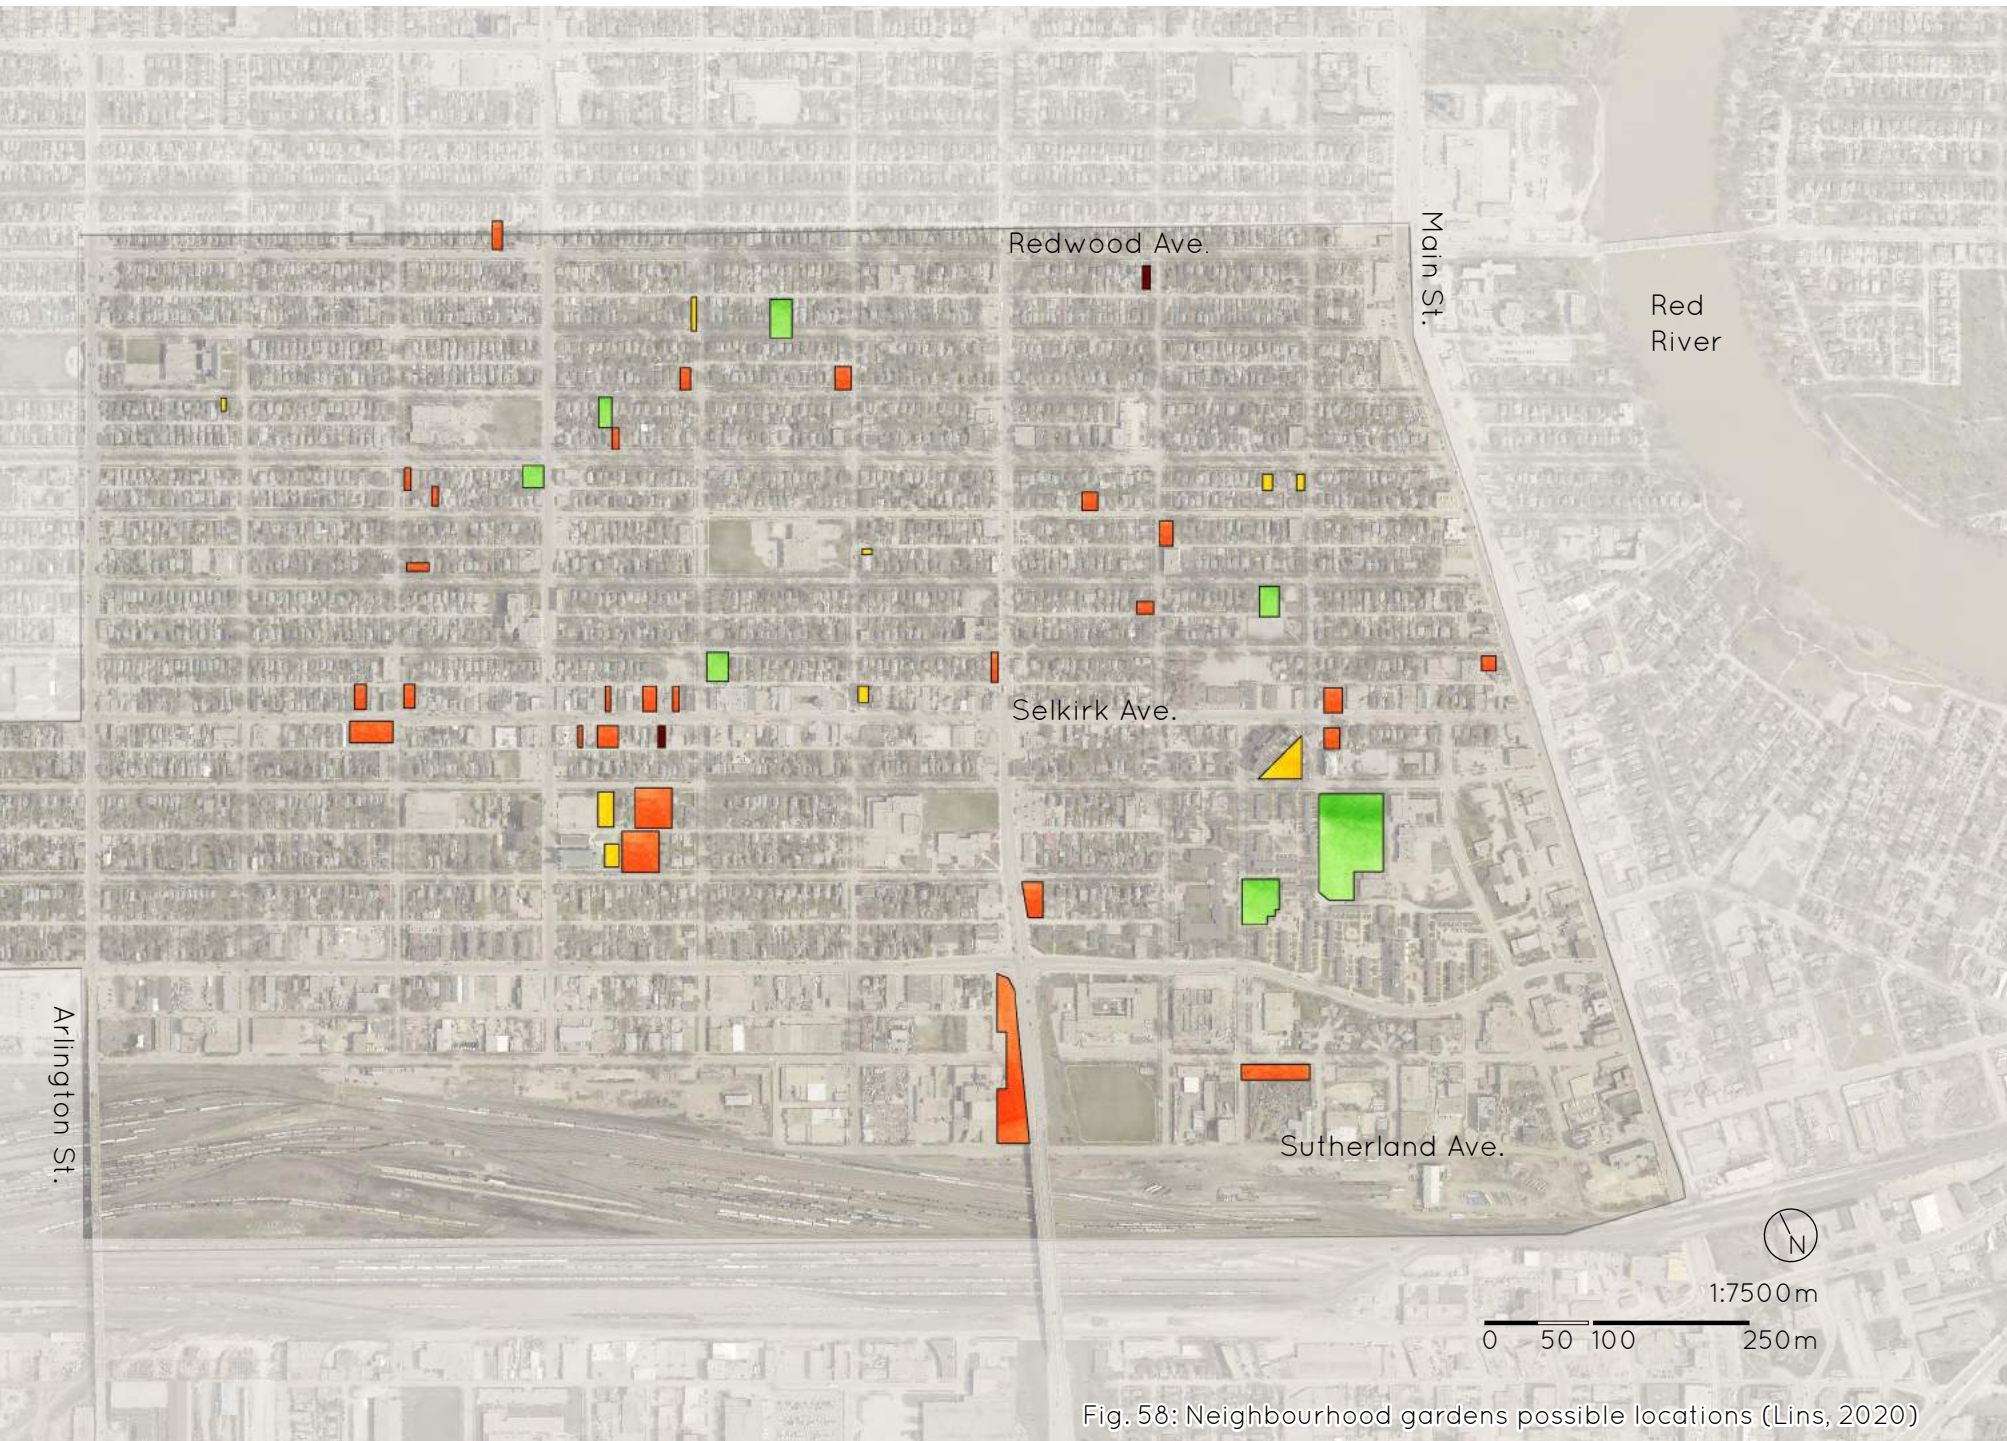 Redwood Ave.
Main St.
Red
River
Selkirk Ave.
Arlington St.
Sutherland Ave.
N
1:7500m
0 50 100 250m
Fig. 58: Neighbourhood gardens possible locations (Lins, 2020)